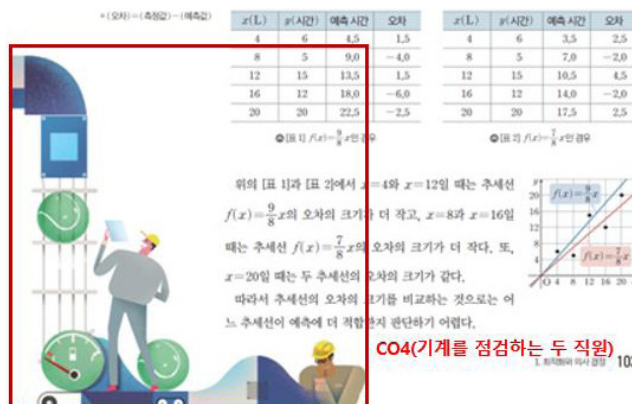 *(오차)=(측정값)-(예측값)
x(L) y(시간) 예측 시간 오차
4 6 4.5 1.5
8 5 9.0 -4.0
12 15 13.5 1.5
16 12 18.0 -6.0
20 20 22.5 -2.5
[표 1] f(x)=9/8x인 경우
x(L) y(시간) 예측 시간 오차
4 6 3.5 2.5
8 5 7.0 -2.0
12 15 10.5 4.5
16 12 14.0 -2.0
20 20 17.5 2.5
[표 2] f(x)=7/8x인 경우
위의 [표 1]과 [표 2]에서 x=4와 x=12일 때는 추세선
f(x)=9/8x의 오차의 크기가 더 작고, x=8과 x=16일
때는 추세선 f(x)=7/8x의 오차의 크기가 더 작다. 또,
x=20일 때는 두 추세선의 오차의 크기가 같다.
따라서 추세선의 오차의 크기를 비교하는 것으로는 어
느 추세선이 예측에 더 적합한지 판단하기 어렵다.
y
20
16
12
8
4
O 4 8 12 16 20
f(x)=9/8x
f(x)=7/8x
CO4(기계를 점검하는 두 직원)
1. 최적화와 의사 결정 103